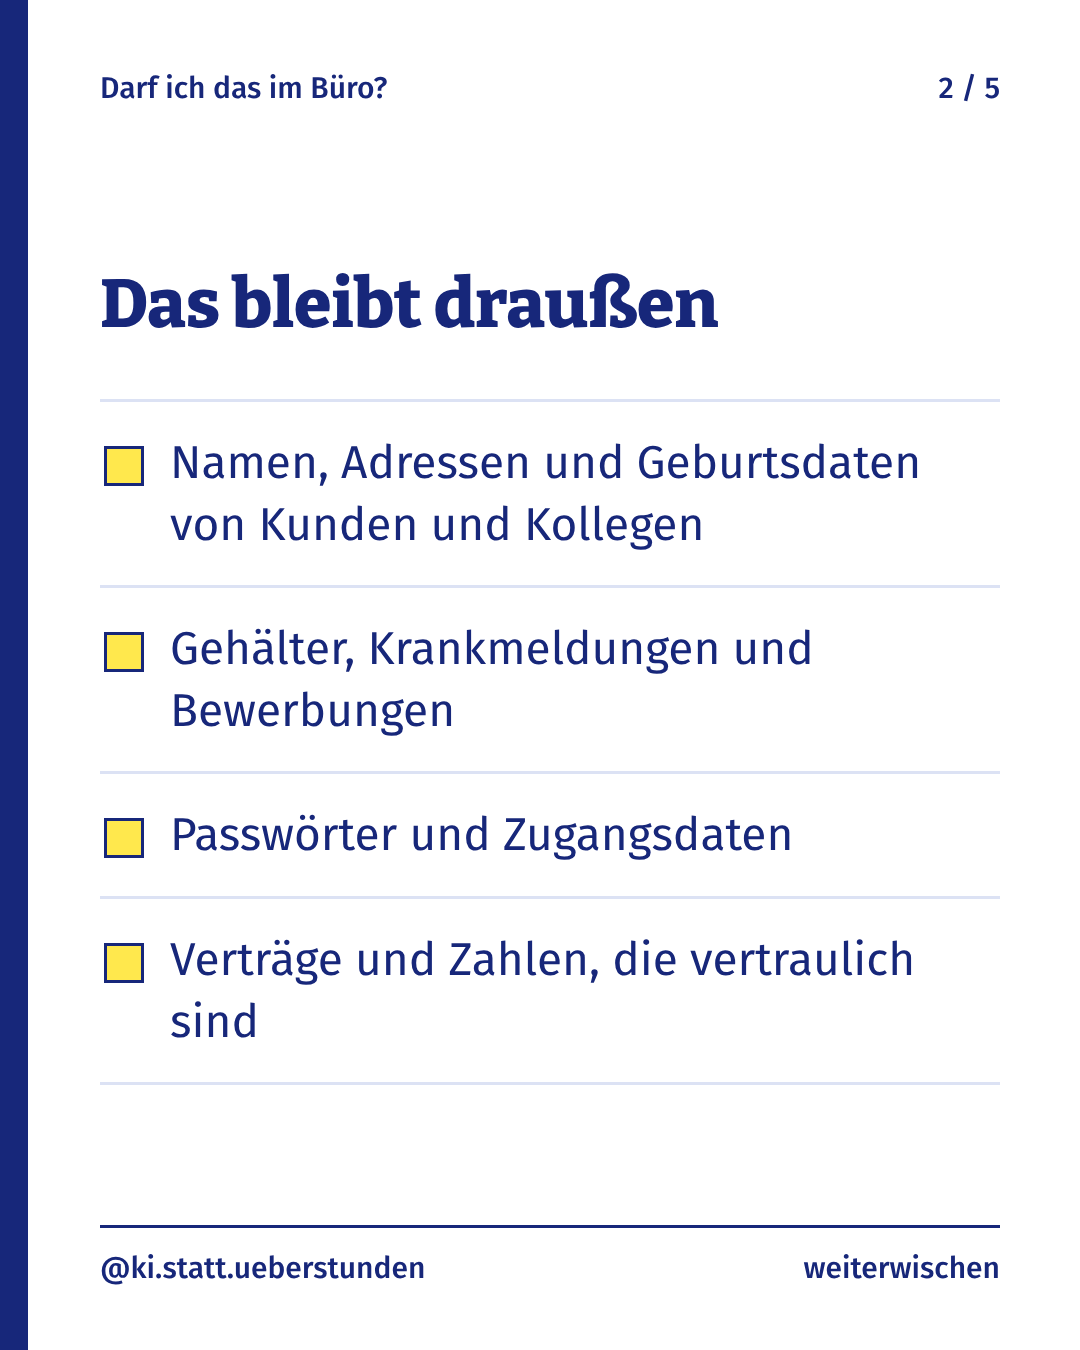 Darf ich das im Büro?
2 / 5
Das bleibt draußen
Namen, Adressen und Geburtsdaten
von Kunden und Kollegen
Gehälter, Krankmeldungen und
Bewerbungen
Passwörter und Zugangsdaten
Verträge und Zahlen, die vertraulich
sind
@ki.statt.ueberstunden
weiterwischen